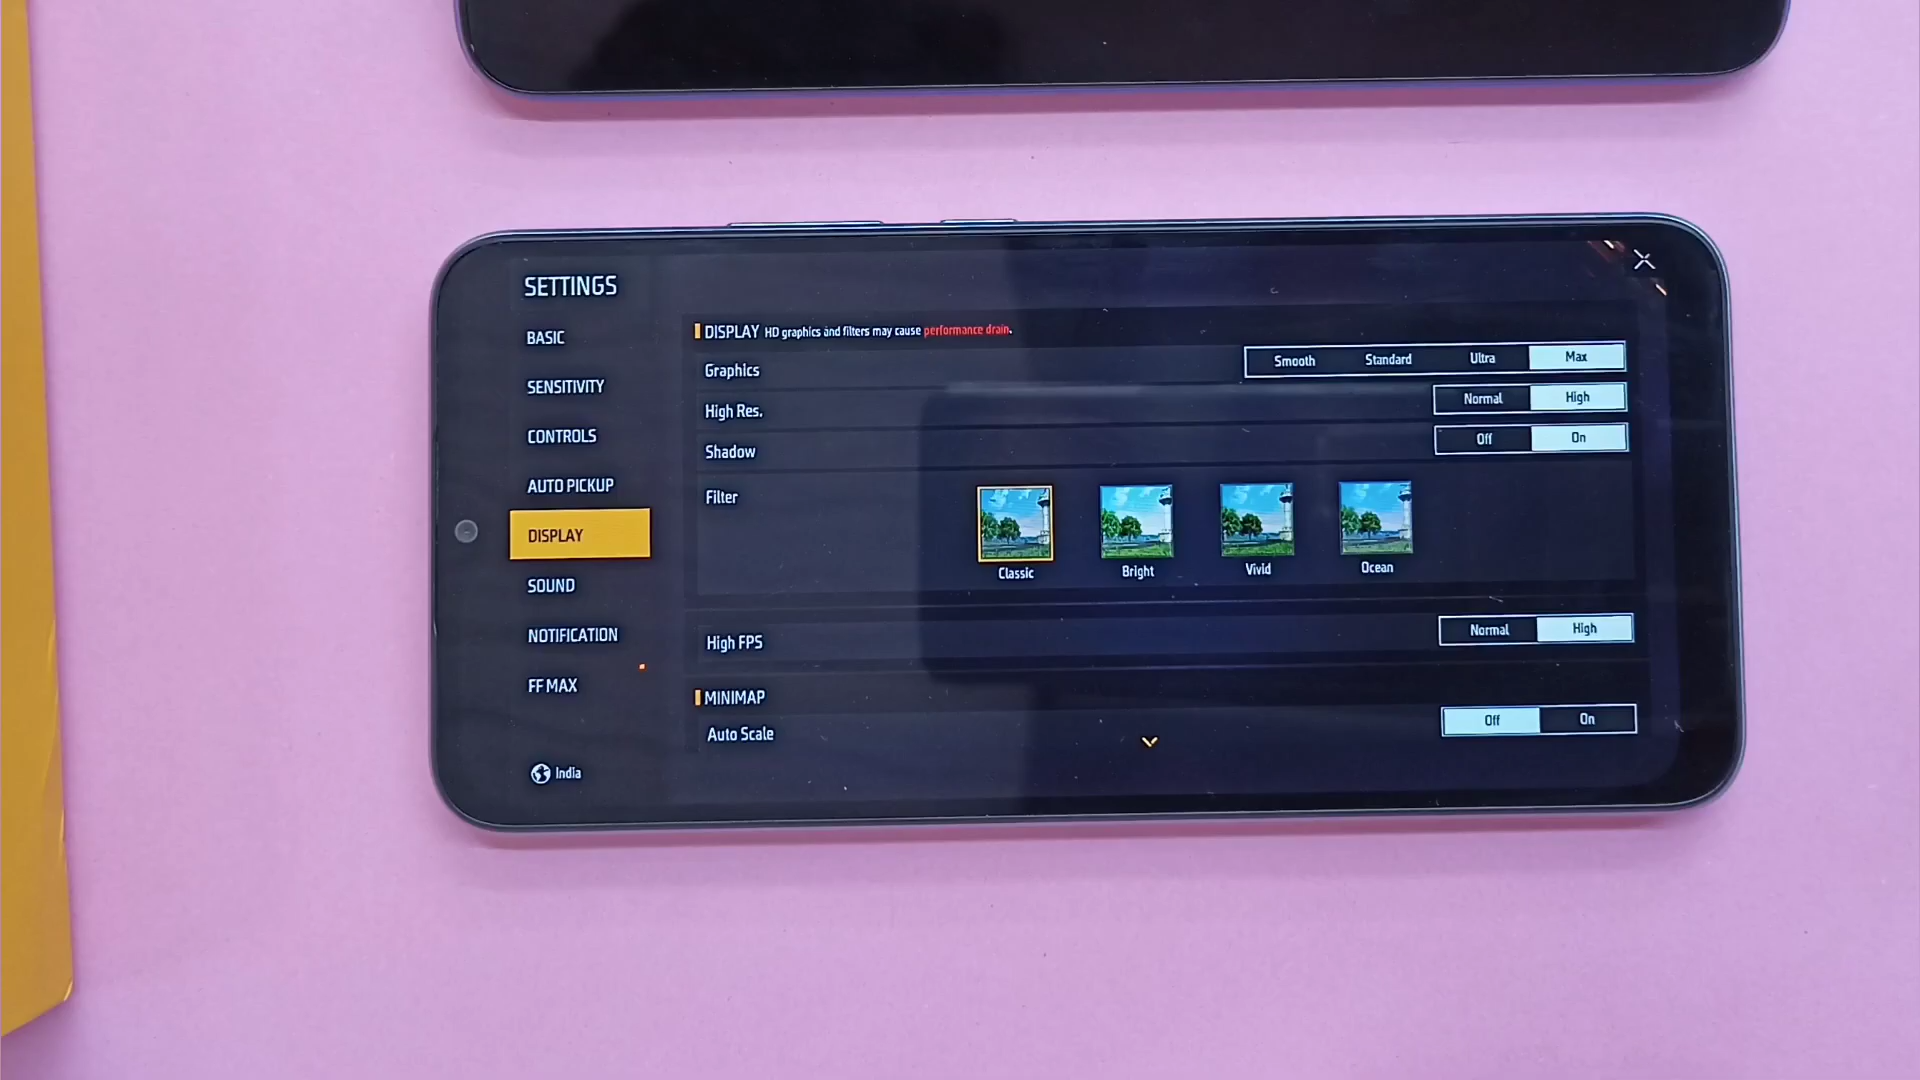 SETTINGS
BASIC
SENSITIVITY
CONTROLS
AUTO PICKUP
DISPLAY
SOUND
NOTIFICATION
FF MAX
India
DISPLAY HD graphics and filters may cause performance drain.
Graphics Smooth Standard Ultra Max
High Res. Normal High
Shadow Off On
Filter
Classic Bright Vivid Ocean
High FPS Normal High
MINIMAP
Auto Scale Off On